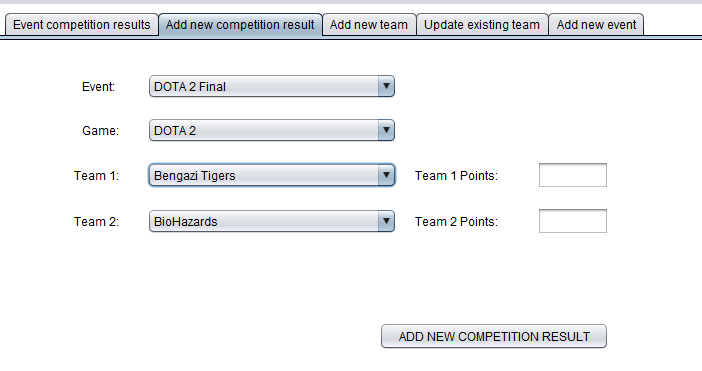 Event competition results Add new competition result Add new team Update existing team Add new event
Event: DOTA 2 Final
Game: DOTA 2
Team 1: Bengazi Tigers Team 1 Points:
Team 2: BioHazards Team 2 Points:
ADD NEW COMPETITION RESULT